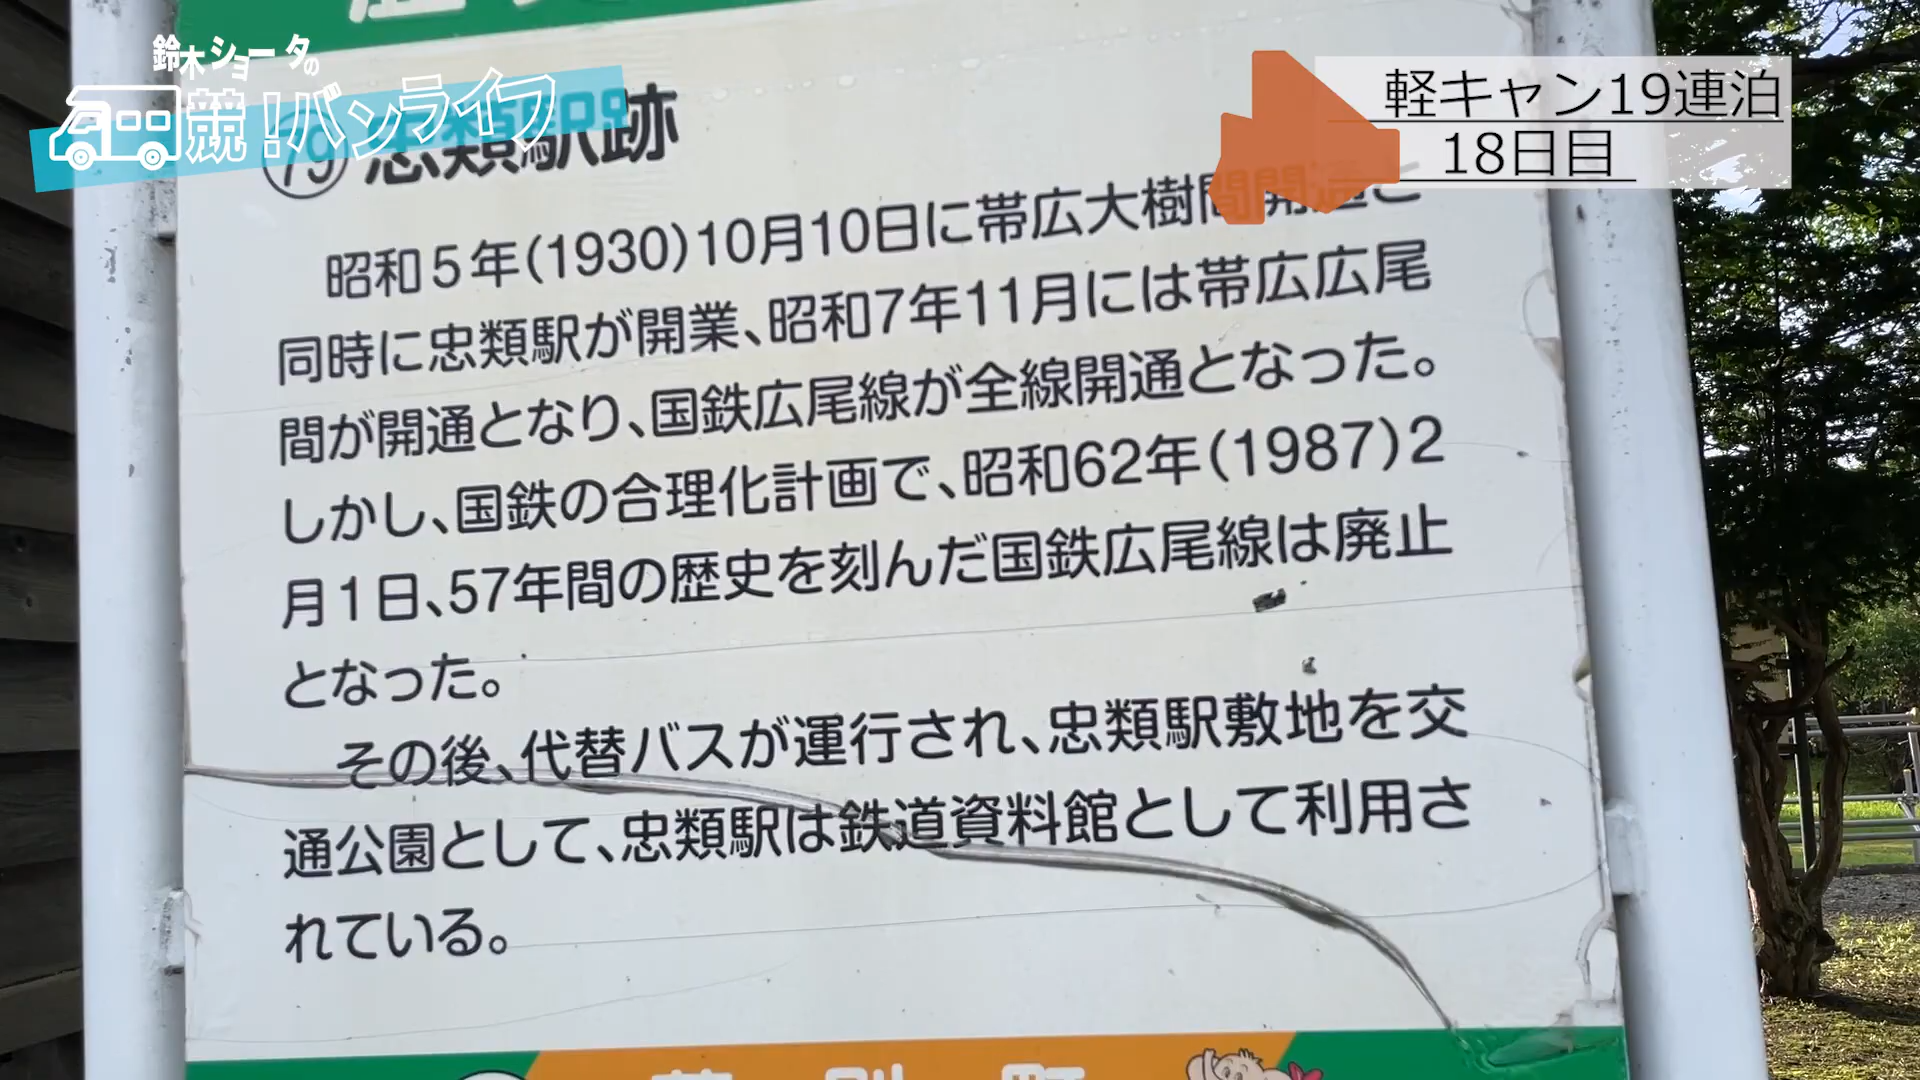 鈴木ショータの
競!バンライフ
軽キャン19連泊
18日目
79 忠類駅跡
昭和5年(1930)10月10日に帯広大樹間開通と
同時に忠類駅が開業、昭和7年11月には帯広広尾
間が開通となり、国鉄広尾線が全線開通となった。
しかし、国鉄の合理化計画で、昭和62年(1987)2
月1日、57年間の歴史を刻んだ国鉄広尾線は廃止
となった。
その後、代替バスが運行され、忠類駅敷地を交
通公園として、忠類駅は鉄道資料館として利用さ
れている。